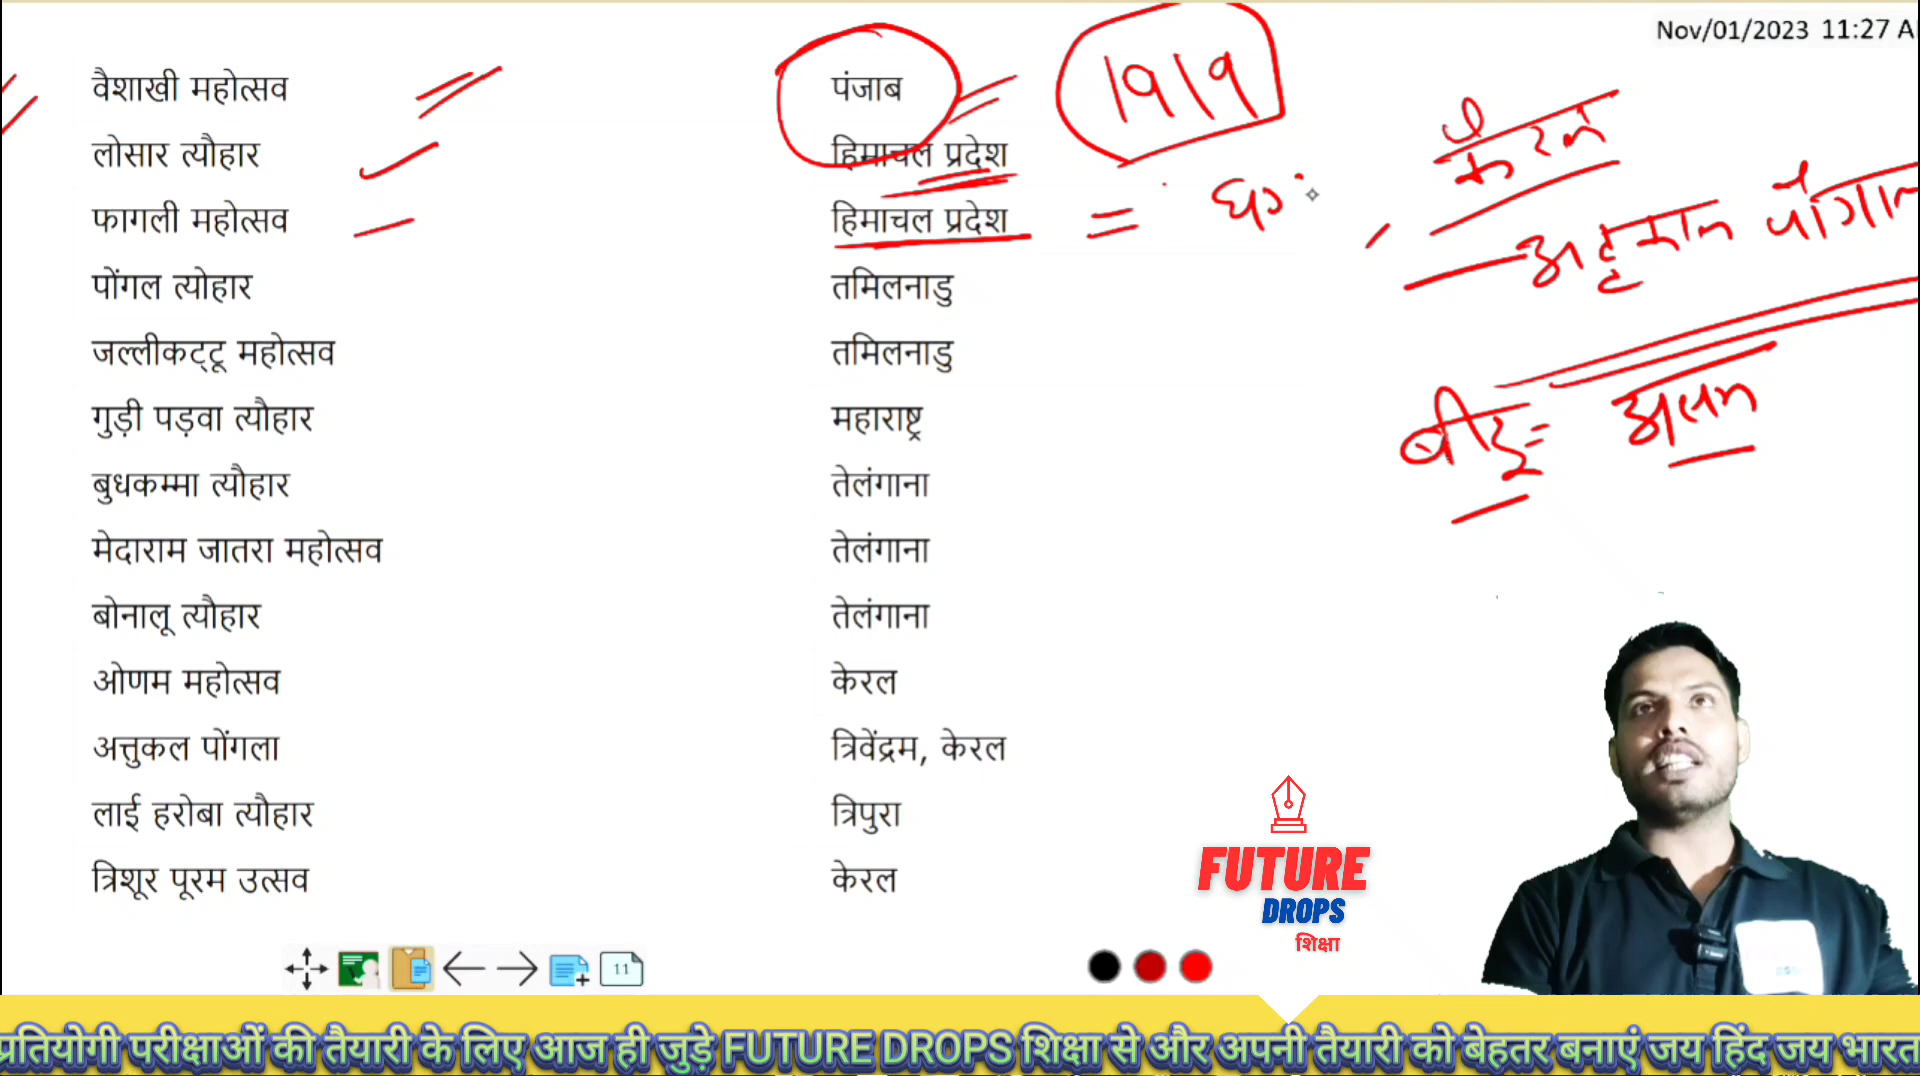 Nov/01/2023 11:27 A
वैशाखी महोत्सव पंजाब 1919
लोसार त्यौहार हिमाचल प्रदेश केरल
फागली महोत्सव हिमाचल प्रदेश =
पोंगल त्योहार तमिलनाडु
जल्लीकट्टू महोत्सव तमिलनाडु
गुड़ी पड़वा त्यौहार महाराष्ट्र
बुधकम्मा त्यौहार तेलंगाना
मेदाराम जातरा महोत्सव तेलंगाना
बोनालू त्यौहार तेलंगाना
ओणम महोत्सव केरल
अत्तुकल पोंगला त्रिवेंद्रम, केरल
लाई हरोबा त्यौहार त्रिपुरा
त्रिशूर पूरम उत्सव केरल
FUTURE
DROPS
शिक्षा
11
प्रतियोगी परीक्षाओं की तैयारी के लिए आज ही जुड़े FUTURE DROPS शिक्षा से और अपनी तैयारी को बेहतर बनाएं जय हिंद जय भारत